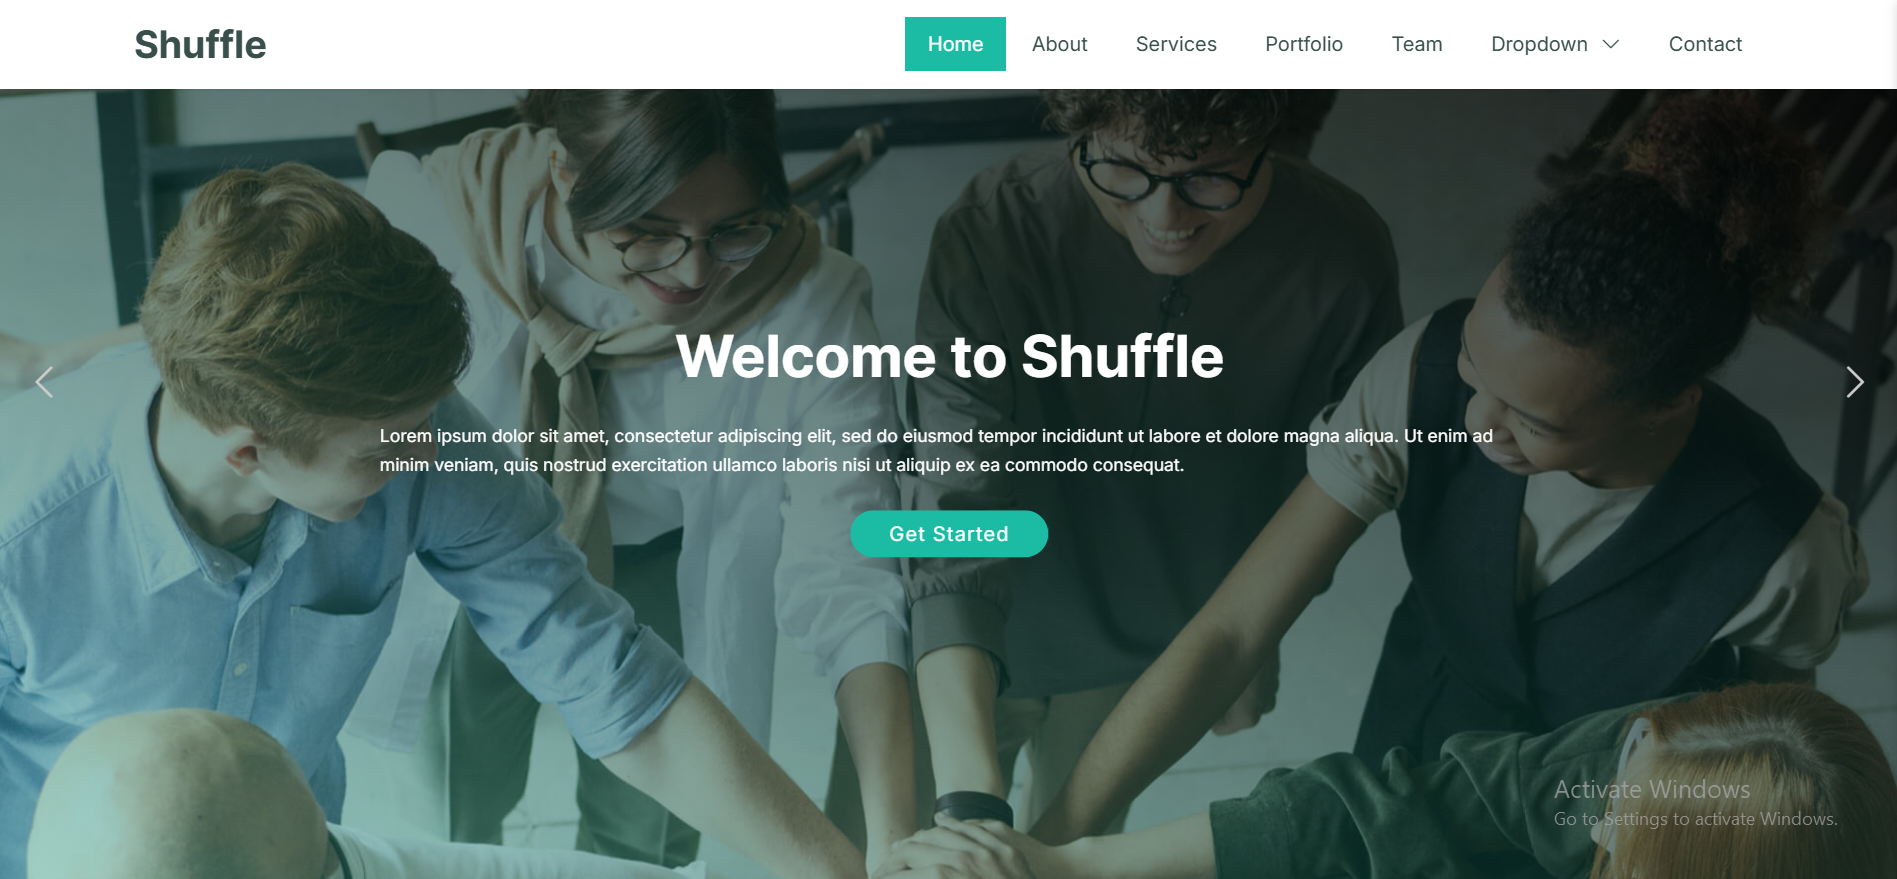 Shuffle
Home About Services Portfolio Team Dropdown Contact
Welcome to Shuffle
Lorem ipsum dolor sit amet, consectetur adipiscing elit, sed do eiusmod tempor incididunt ut labore et dolore magna aliqua. Ut enim ad
minim veniam, quis nostrud exercitation ullamco laboris nisi ut aliquip ex ea commodo consequat.
Get Started
Activate Windows
Go to Settings to activate Windows.